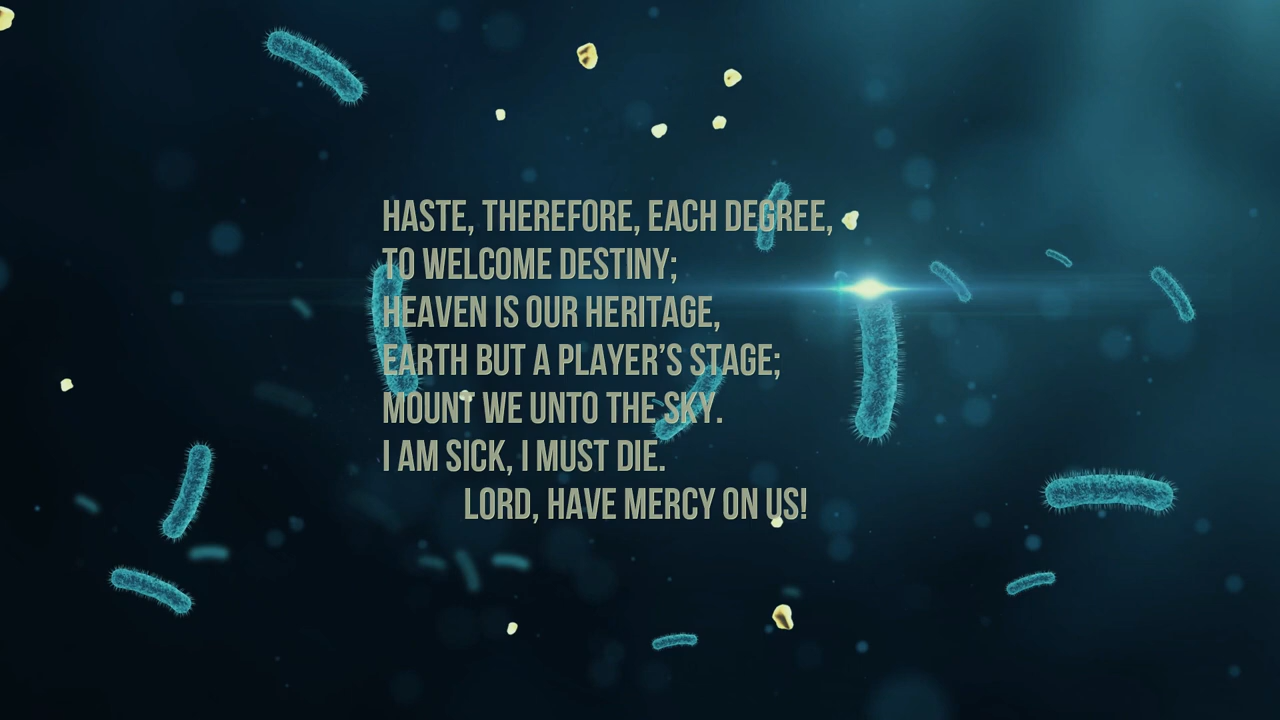 HASTE, THEREFORE, EACH DEGREE,
TO WELCOME DESTINY;
HEAVEN IS OUR HERITAGE,
EARTH BUT A PLAYER’S STAGE;
MOUNT WE UNTO THE SKY.
I AM SICK, I MUST DIE.
LORD, HAVE MERCY ON US!